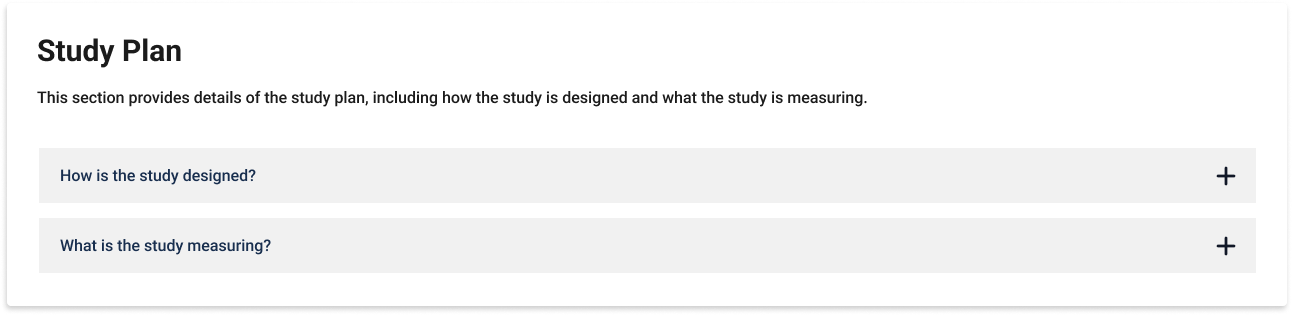 Study Plan
This section provides details of the study plan, including how the study is designed and what the study is measuring.
How is the study designed?
What is the study measuring?